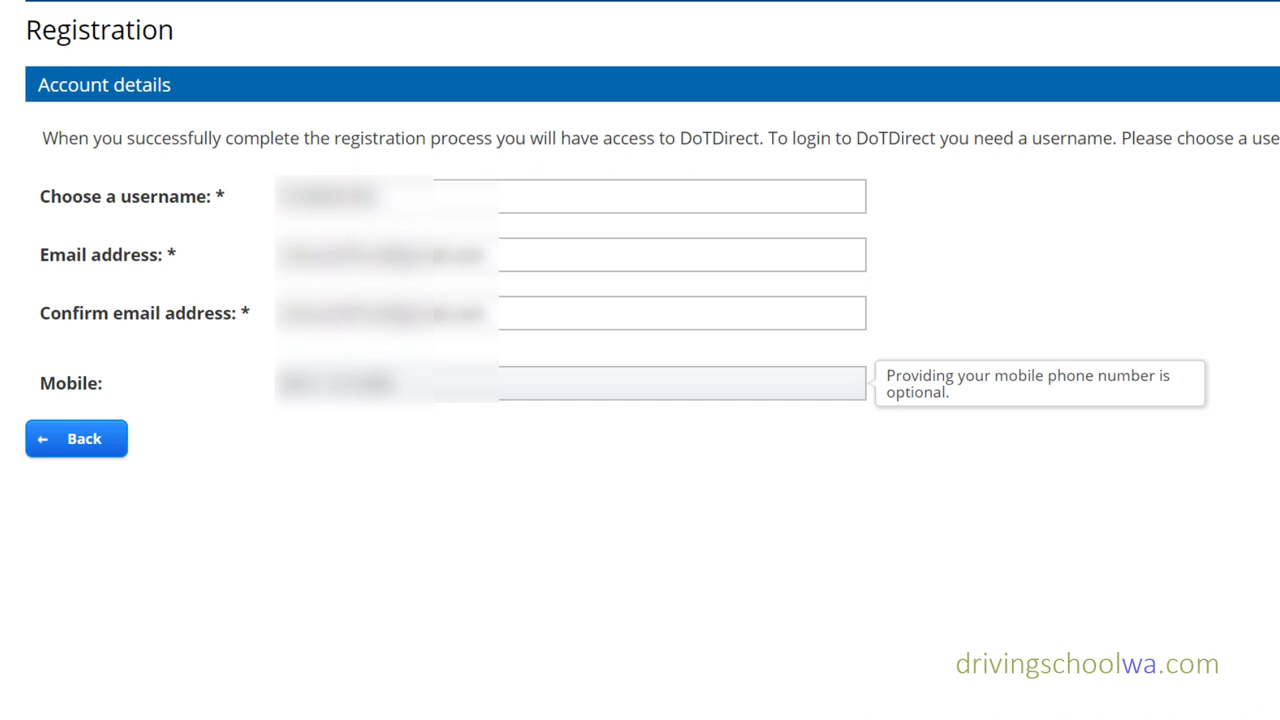 Registration
Account details
When you successfully complete the registration process you will have access to DoTDirect. To login to DoTDirect you need a username. Please choose a use
Choose a username: *
Email address: *
Confirm email address: *
Mobile:
Providing your mobile phone number is
optional.
← Back
drivingschoolwa.com